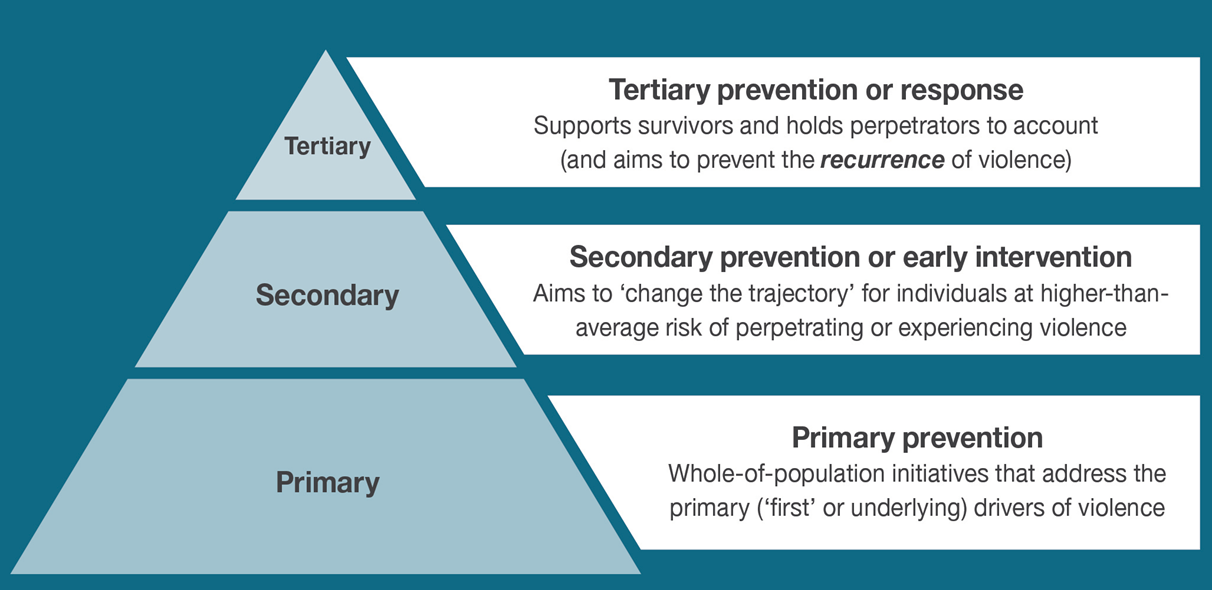 Tertiary
Tertiary prevention or response
Supports survivors and holds perpetrators to account
(and aims to prevent the recurrence of violence)
Secondary
Secondary prevention or early intervention
Aims to ‘change the trajectory’ for individuals at higher-than-
average risk of perpetrating or experiencing violence
Primary
Primary prevention
Whole-of-population initiatives that address the
primary (‘first’ or underlying) drivers of violence